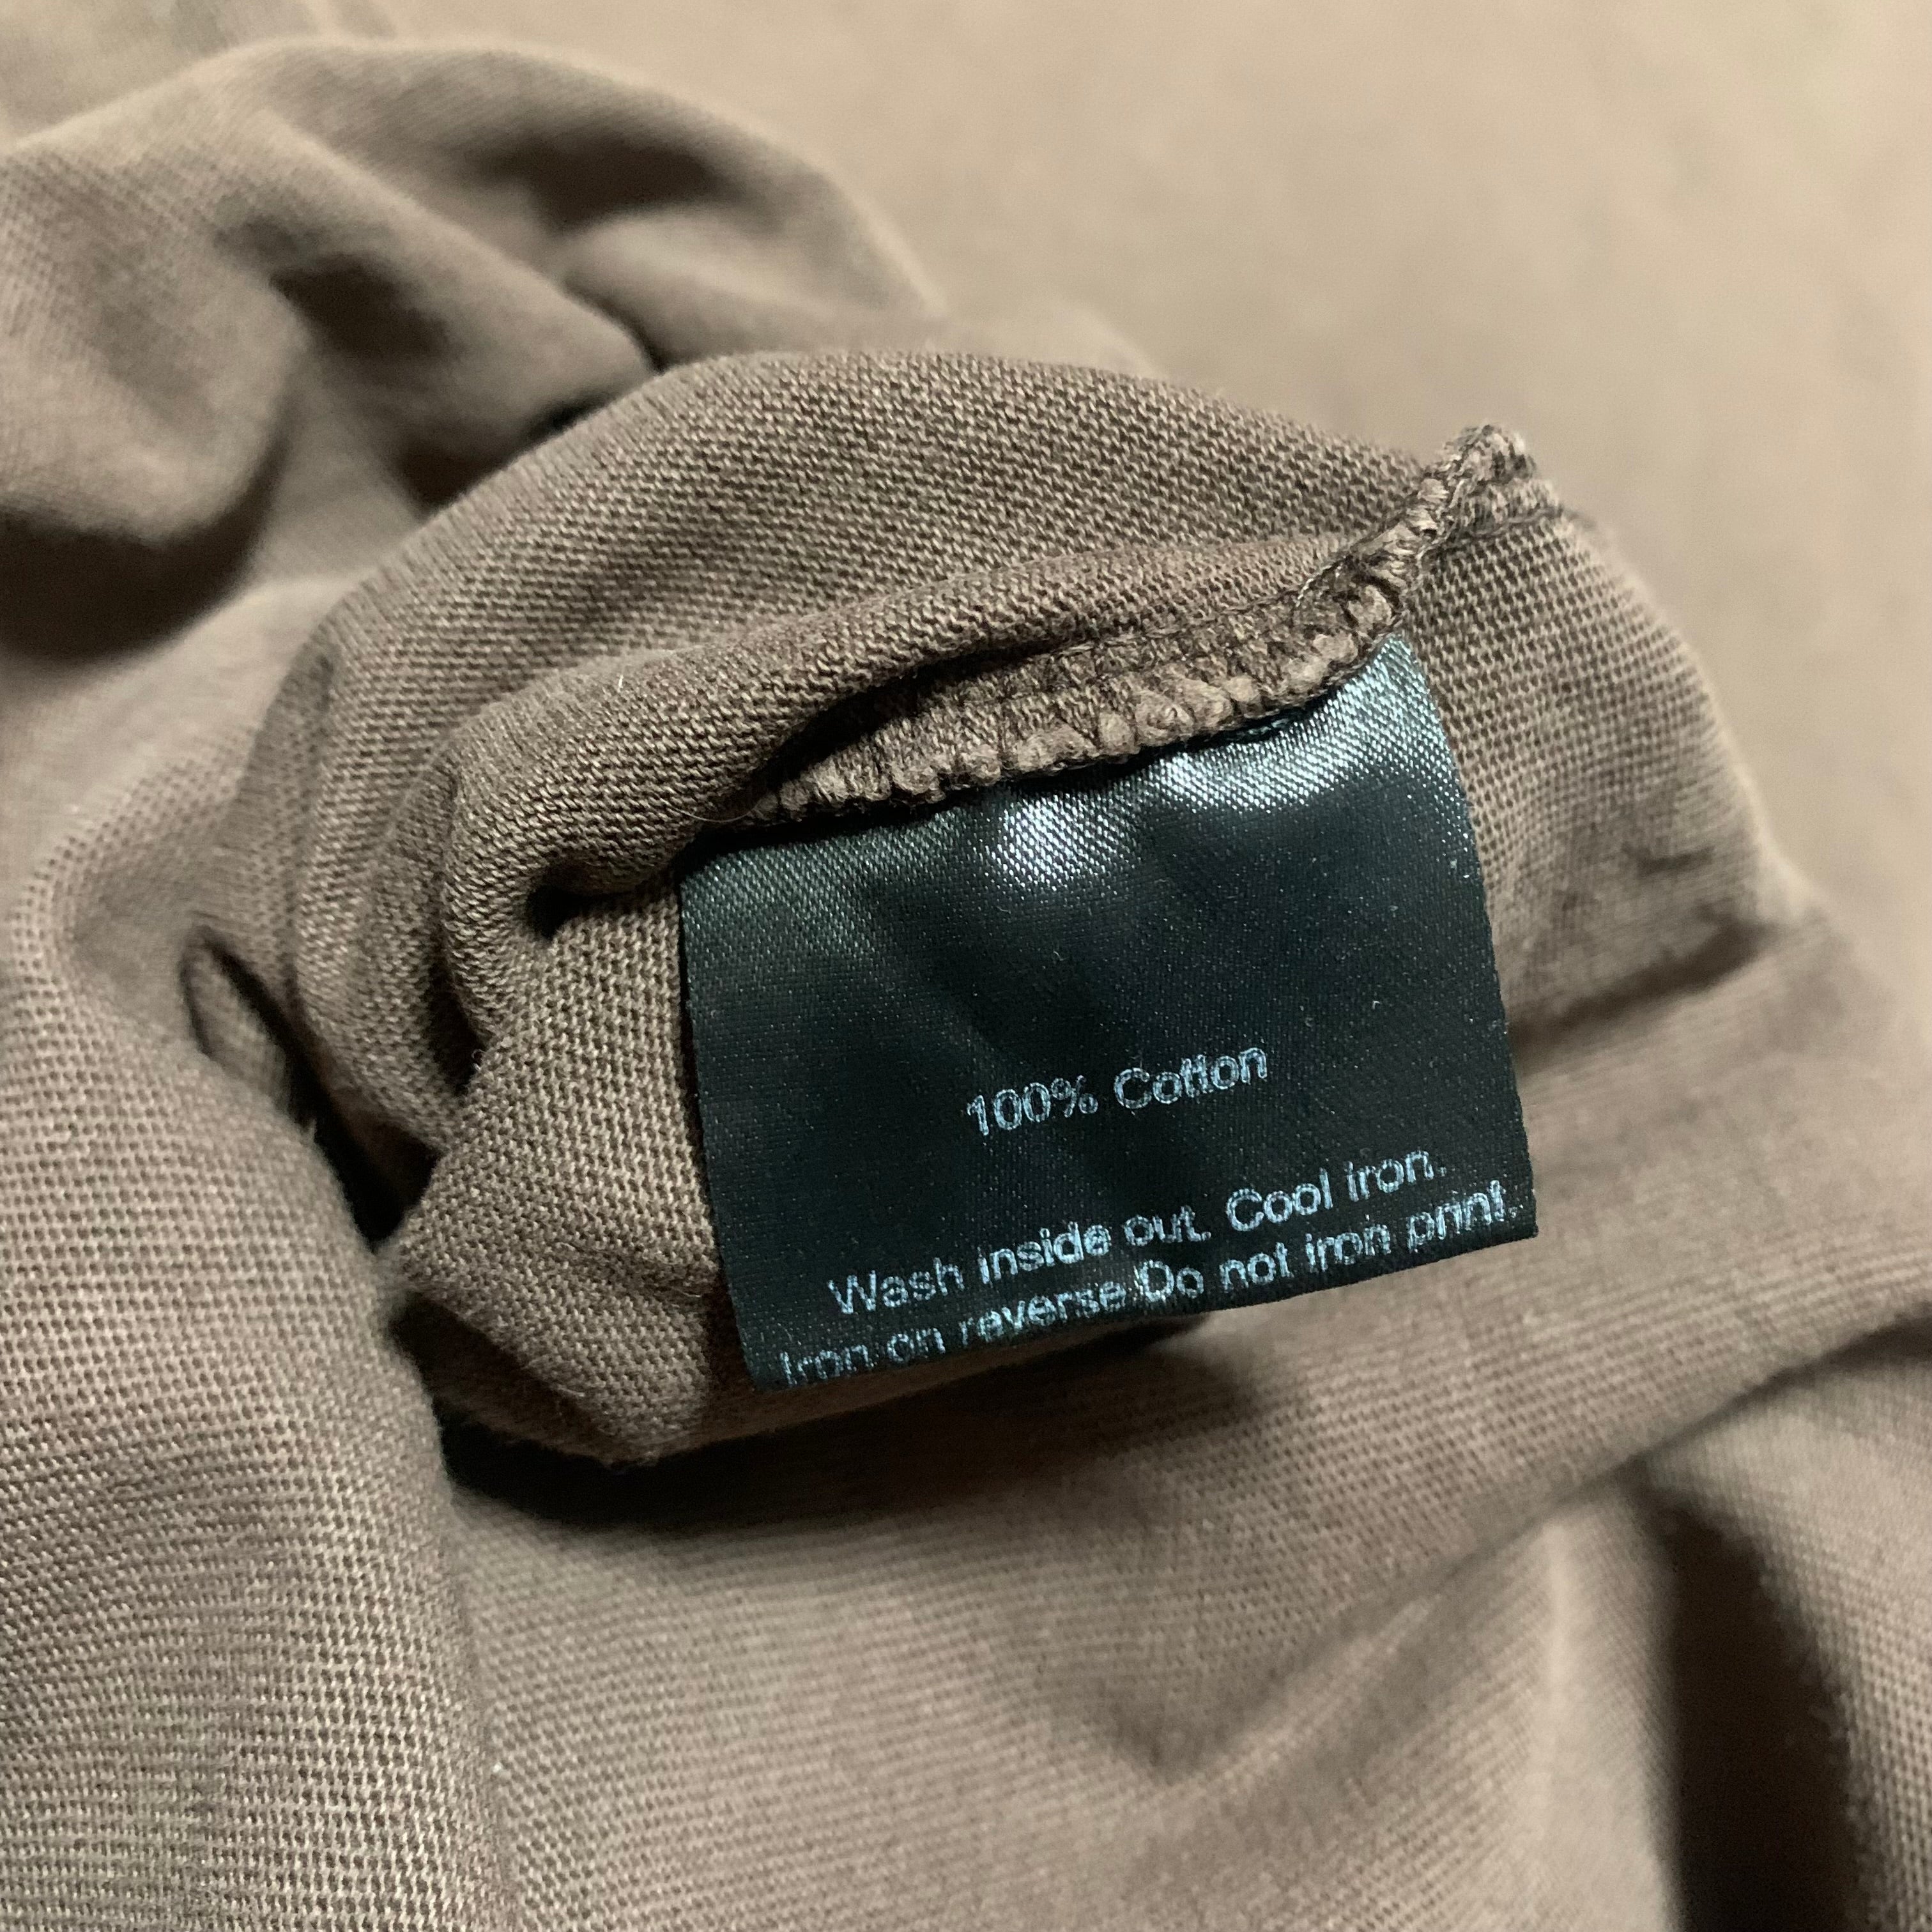 100% Cotton
Wash inside out. Cool iron.
Iron on reverse.Do not iron print.